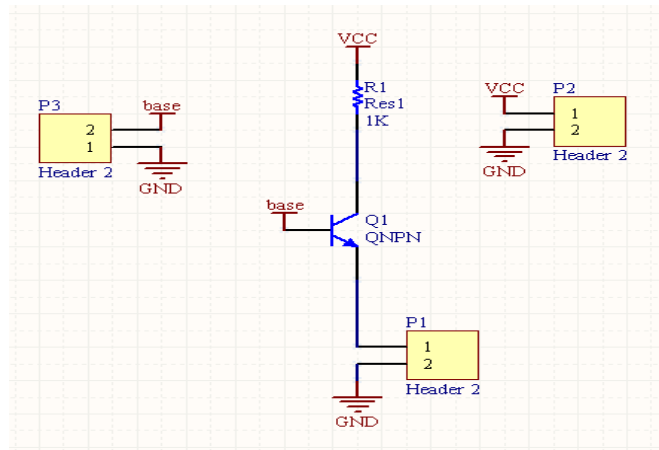 VCC
R1
Res1
1K
P3
base
2
1
Header 2
GND
VCC
P2
1
2
Header 2
GND
base
Q1
QNPN
P1
1
2
Header 2
GND